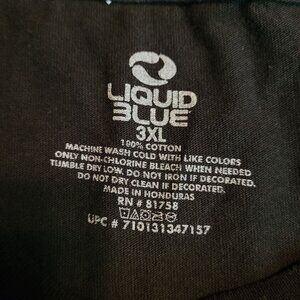 LIQUID
BLUE
3XL
100% COTTON
MACHINE WASH COLD WITH LIKE COLORS
ONLY NON-CHLORINE BLEACH WHEN NEEDED
TUMBLE DRY LOW. DO NOT IRON IF DECORATED.
DO NOT DRY CLEAN IF DECORATED.
MADE IN HONDURAS
RN # 81758
UPC # 710131347157